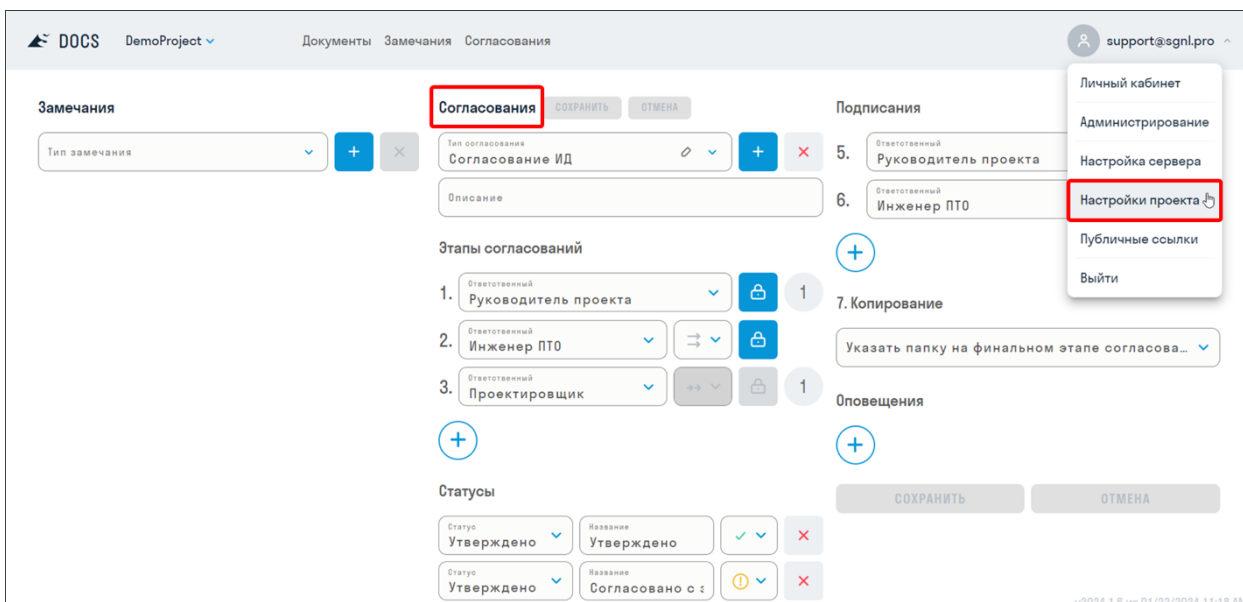 DOCS DemoProject Документы Замечания Согласования support@sgnl.pro
Личный кабинет
Администрирование
Настройка сервера
Настройки проекта
Публичные ссылки
Выйти
Замечания
Тип замечания
Согласования СОХРАНИТЬ ОТМЕНА
Тип согласования
Согласование ИД
Описание
Этапы согласований
1. Ответственный
Руководитель проекта 1
2. Ответственный
Инженер ПТО
3. Ответственный
Проектировщик 1
Статусы
Статус Название
Утверждено Утверждено
Статус Название
Утверждено Согласовано с
Подписания
5. Ответственный
Руководитель проекта
6. Ответственный
Инженер ПТО
7. Копирование
Указать папку на финальном этапе согласова...
Оповещения
СОХРАНИТЬ ОТМЕНА